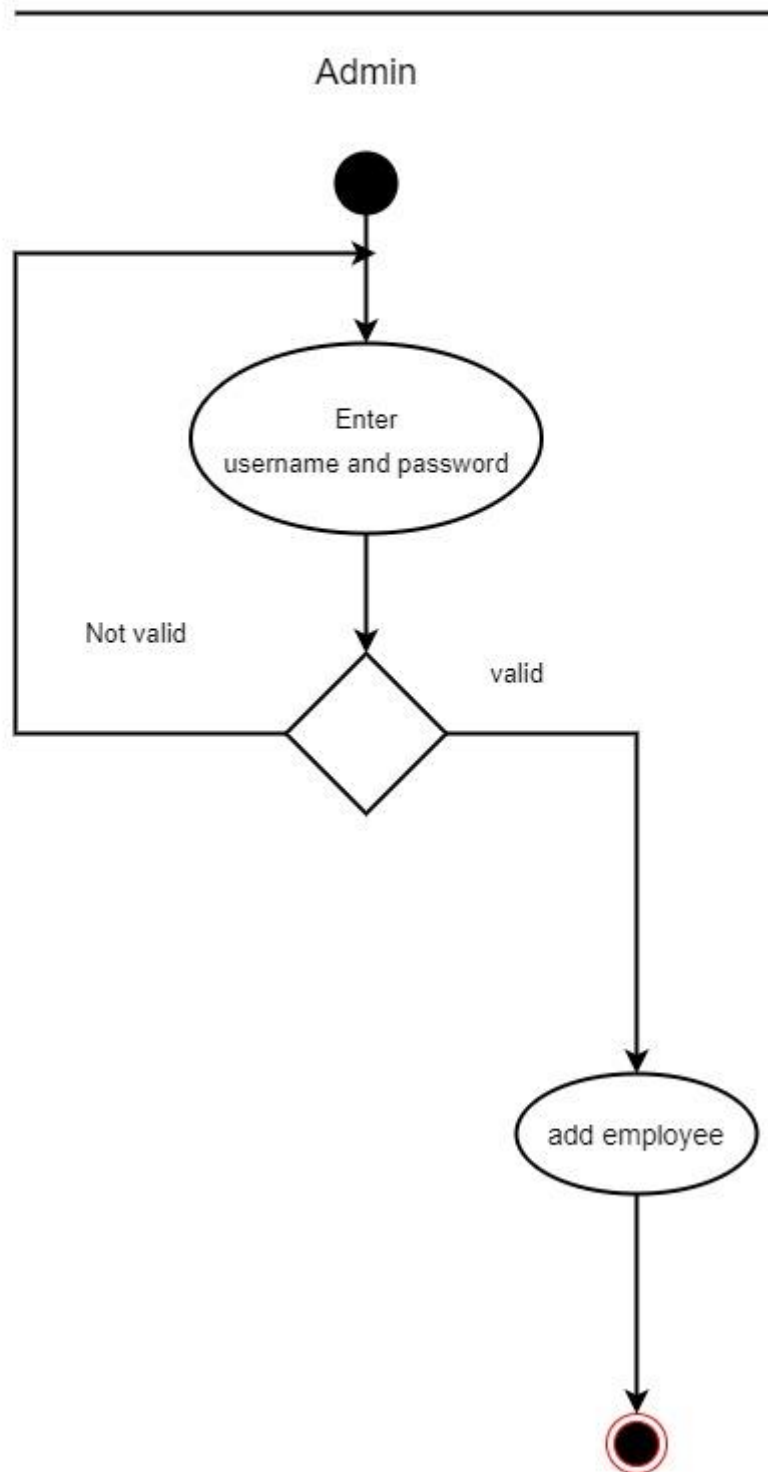 Admin
Enter
username and password
Not valid
valid
add employee